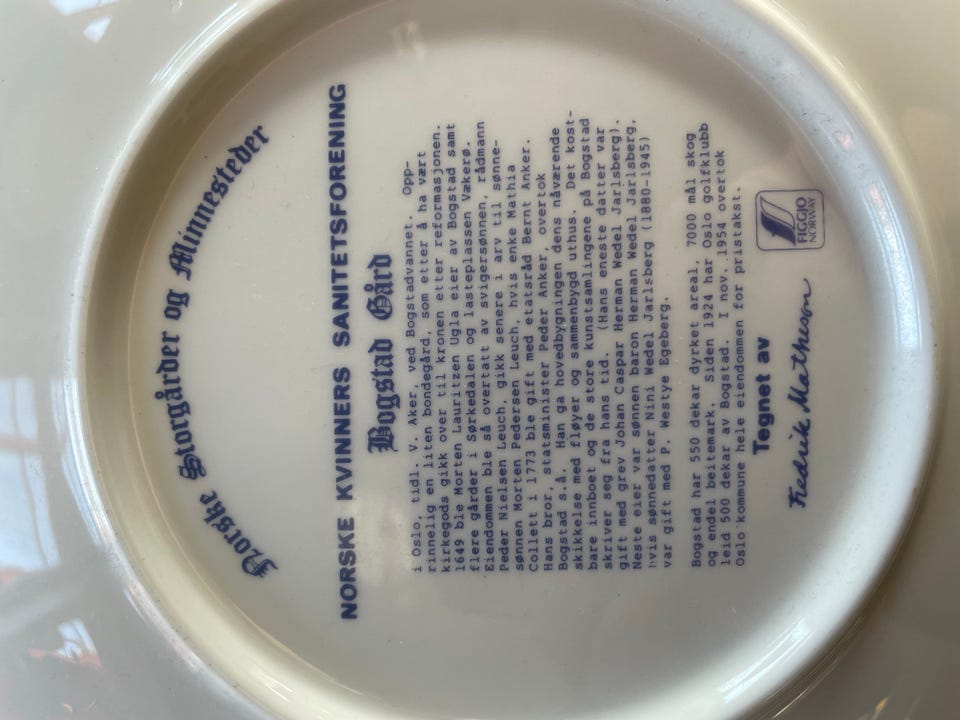 Norske Storgårder og Minnesteder
NORSKE KVINNERS SANITETSFORENING
Bogstad Gård
i Oslo, tidl. V. Aker, ved Bogstadvannet. Opp-
rinnelig en liten bondegård, som etter å ha vært
kirkegods gikk over til kronen etter reformasjonen.
1649 ble Morten Lauritzen Ugla eier av Bogstad samt
flere gårder i Sørkedalen og lasteplassen Vækerø.
Eiendommen ble så overtatt av svigersønnen, rådmann
Peder Nielsen Leuch, gikk senere i arv til sønne-
sønnen Morten Pedersen Leuch, hvis enke Mathia
Collett i 1773 ble gift med etatsråd Bernt Anker.
Hans bror, statsminister Peder Anker, overtok
Bogstad s.å. Han ga hovedbygningen dens nåværende
skikkelse med fløyer og sammenbygd uthus. Det kost-
bare innboet og de store kunstsamlingene på Bogstad
skriver seg fra hans tid. (Hans eneste datter var
gift med grev Johan Caspar Herman Wedel Jarlsberg).
Neste eier var sønnen baron Herman Wedel Jarlsberg,
hvis sønnedatter Nini Wedel Jarlsberg (1880-1945)
var gift med P. Westye Egeberg.
Bogstad har 550 dekar dyrket areal, 7000 mål skog
og endel beitemark. Siden 1924 har Oslo golfklubb
leid 500 dekar av Bogstad. I nov. 1954 overtok
Oslo kommune hele eiendommen for pristakst.
Tegnet av
Fredrik Matheson
FIGGJO
NORWAY